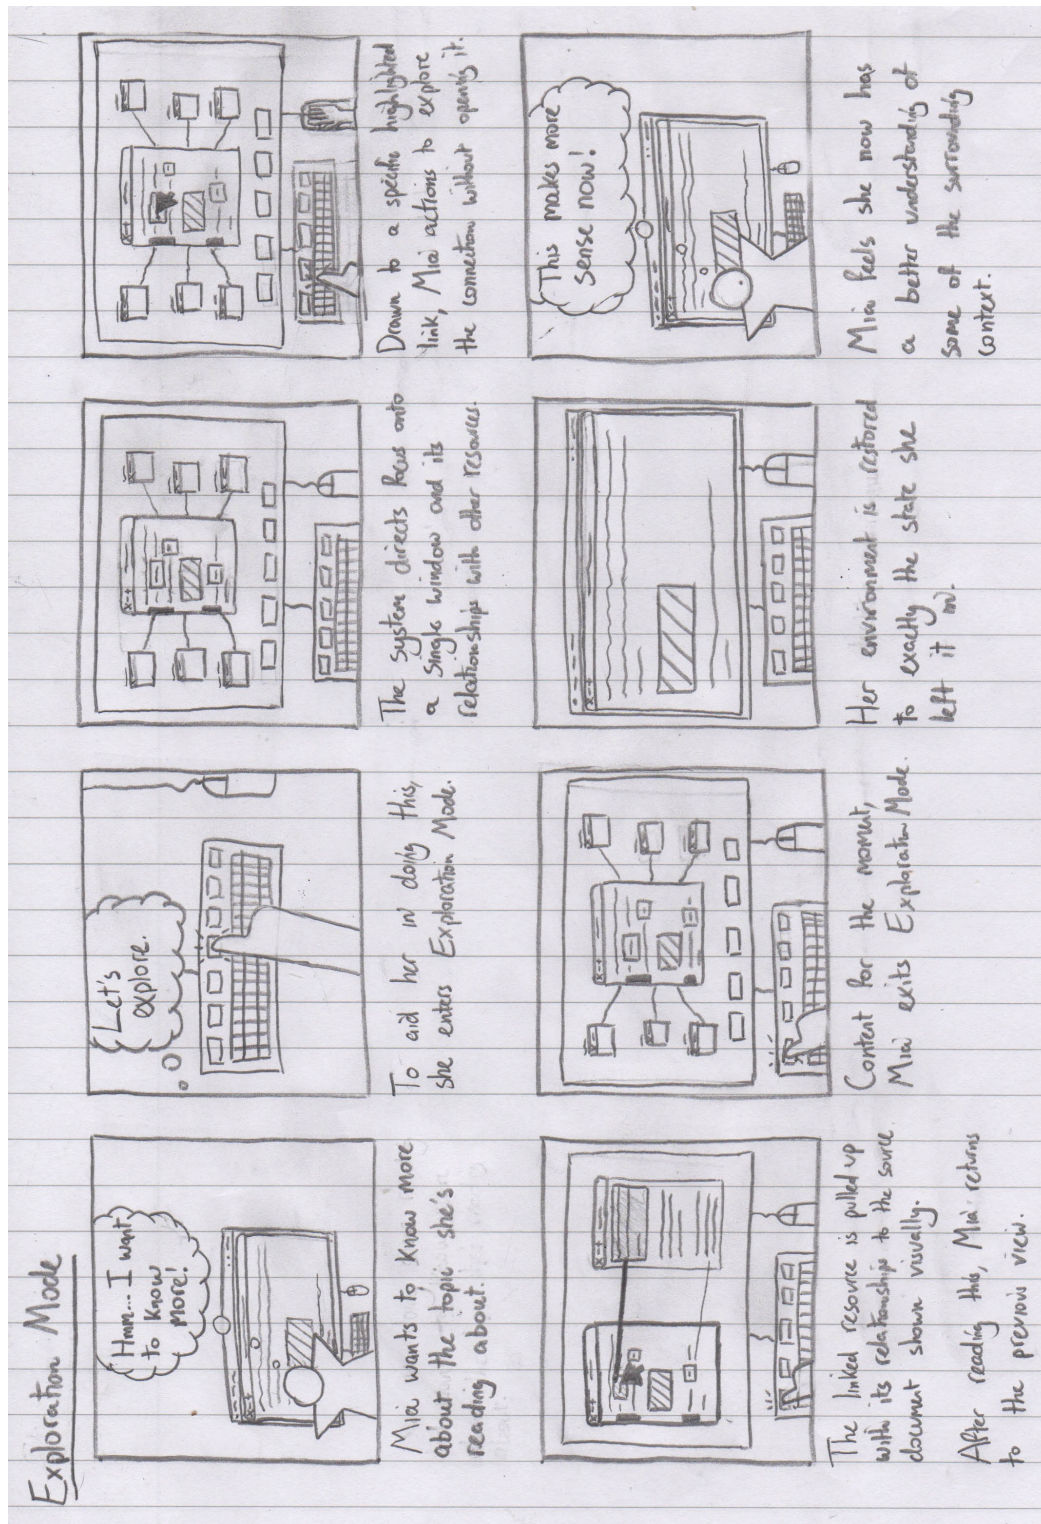 Exploration Mode
Hmm... I want
to know
more!
Mia wants to know more
about the topic she's
reading about.
Let's
explore.
To aid her in doing this,
she enters Exploration Mode.
The system directs focus onto
a single window and its
relationships with other resources.
Drawn to a specific highlighted
link, Mia actions to explore
the connection without opening it.
The linked resource is pulled up
with its relationships to the source
document shown visually.
After reading this, Mia returns
to the previous view.
Content for the moment,
Mia exits Exploration Mode.
Her environment is restored
to exactly the state she
left it in.
This makes more
sense now!
Mia feels she now has
a better understanding of
some of the surrounding
context.